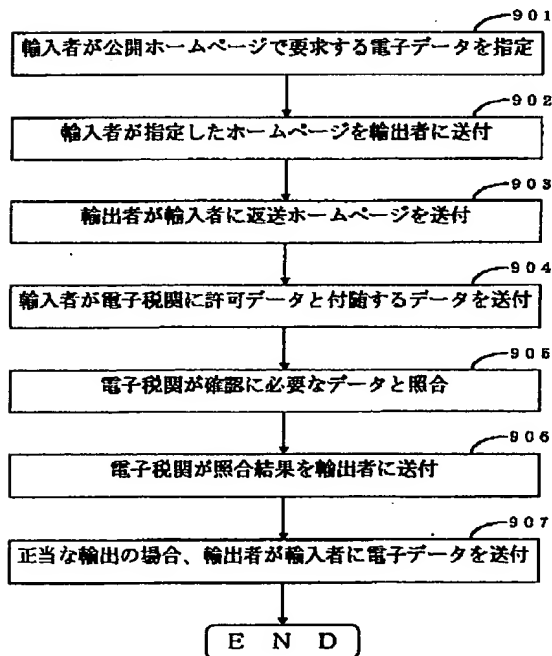 901
輸入者が公開ホームページで要求する電子データを指定
902
輸入者が指定したホームページを輸出者に送付
903
輸出者が輸入者に返送ホームページを送付
904
輸入者が電子税関に許可データと付随するデータを送付
905
電子税関が確認に必要なデータと照合
906
電子税関が照合結果を輸出者に送付
907
正当な輸出の場合、輸出者が輸入者に電子データを送付
E N D